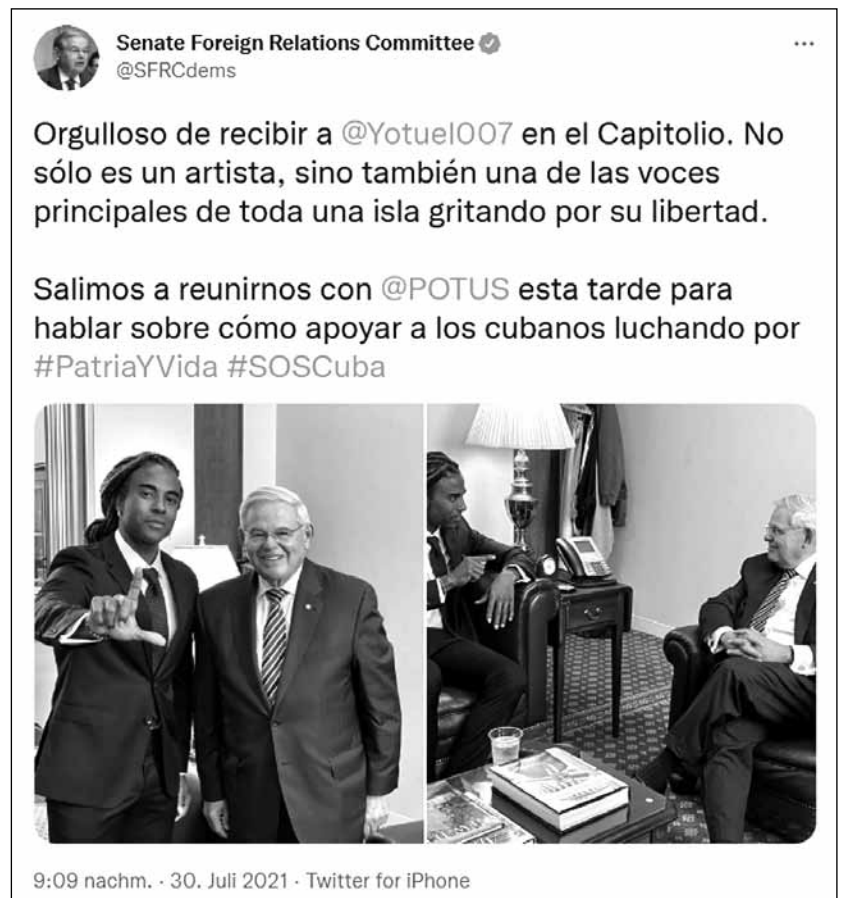 Senate Foreign Relations Committee
@SFRCdems
Orgulloso de recibir a @Yotuel007 en el Capitolio. No
sólo es un artista, sino también una de las voces
principales de toda una isla gritando por su libertad.
Salimos a reunirnos con @POTUS esta tarde para
hablar sobre cómo apoyar a los cubanos luchando por
#PatriaYVida #SOSCuba
9:09 nachm. · 30. Juli 2021 · Twitter for iPhone